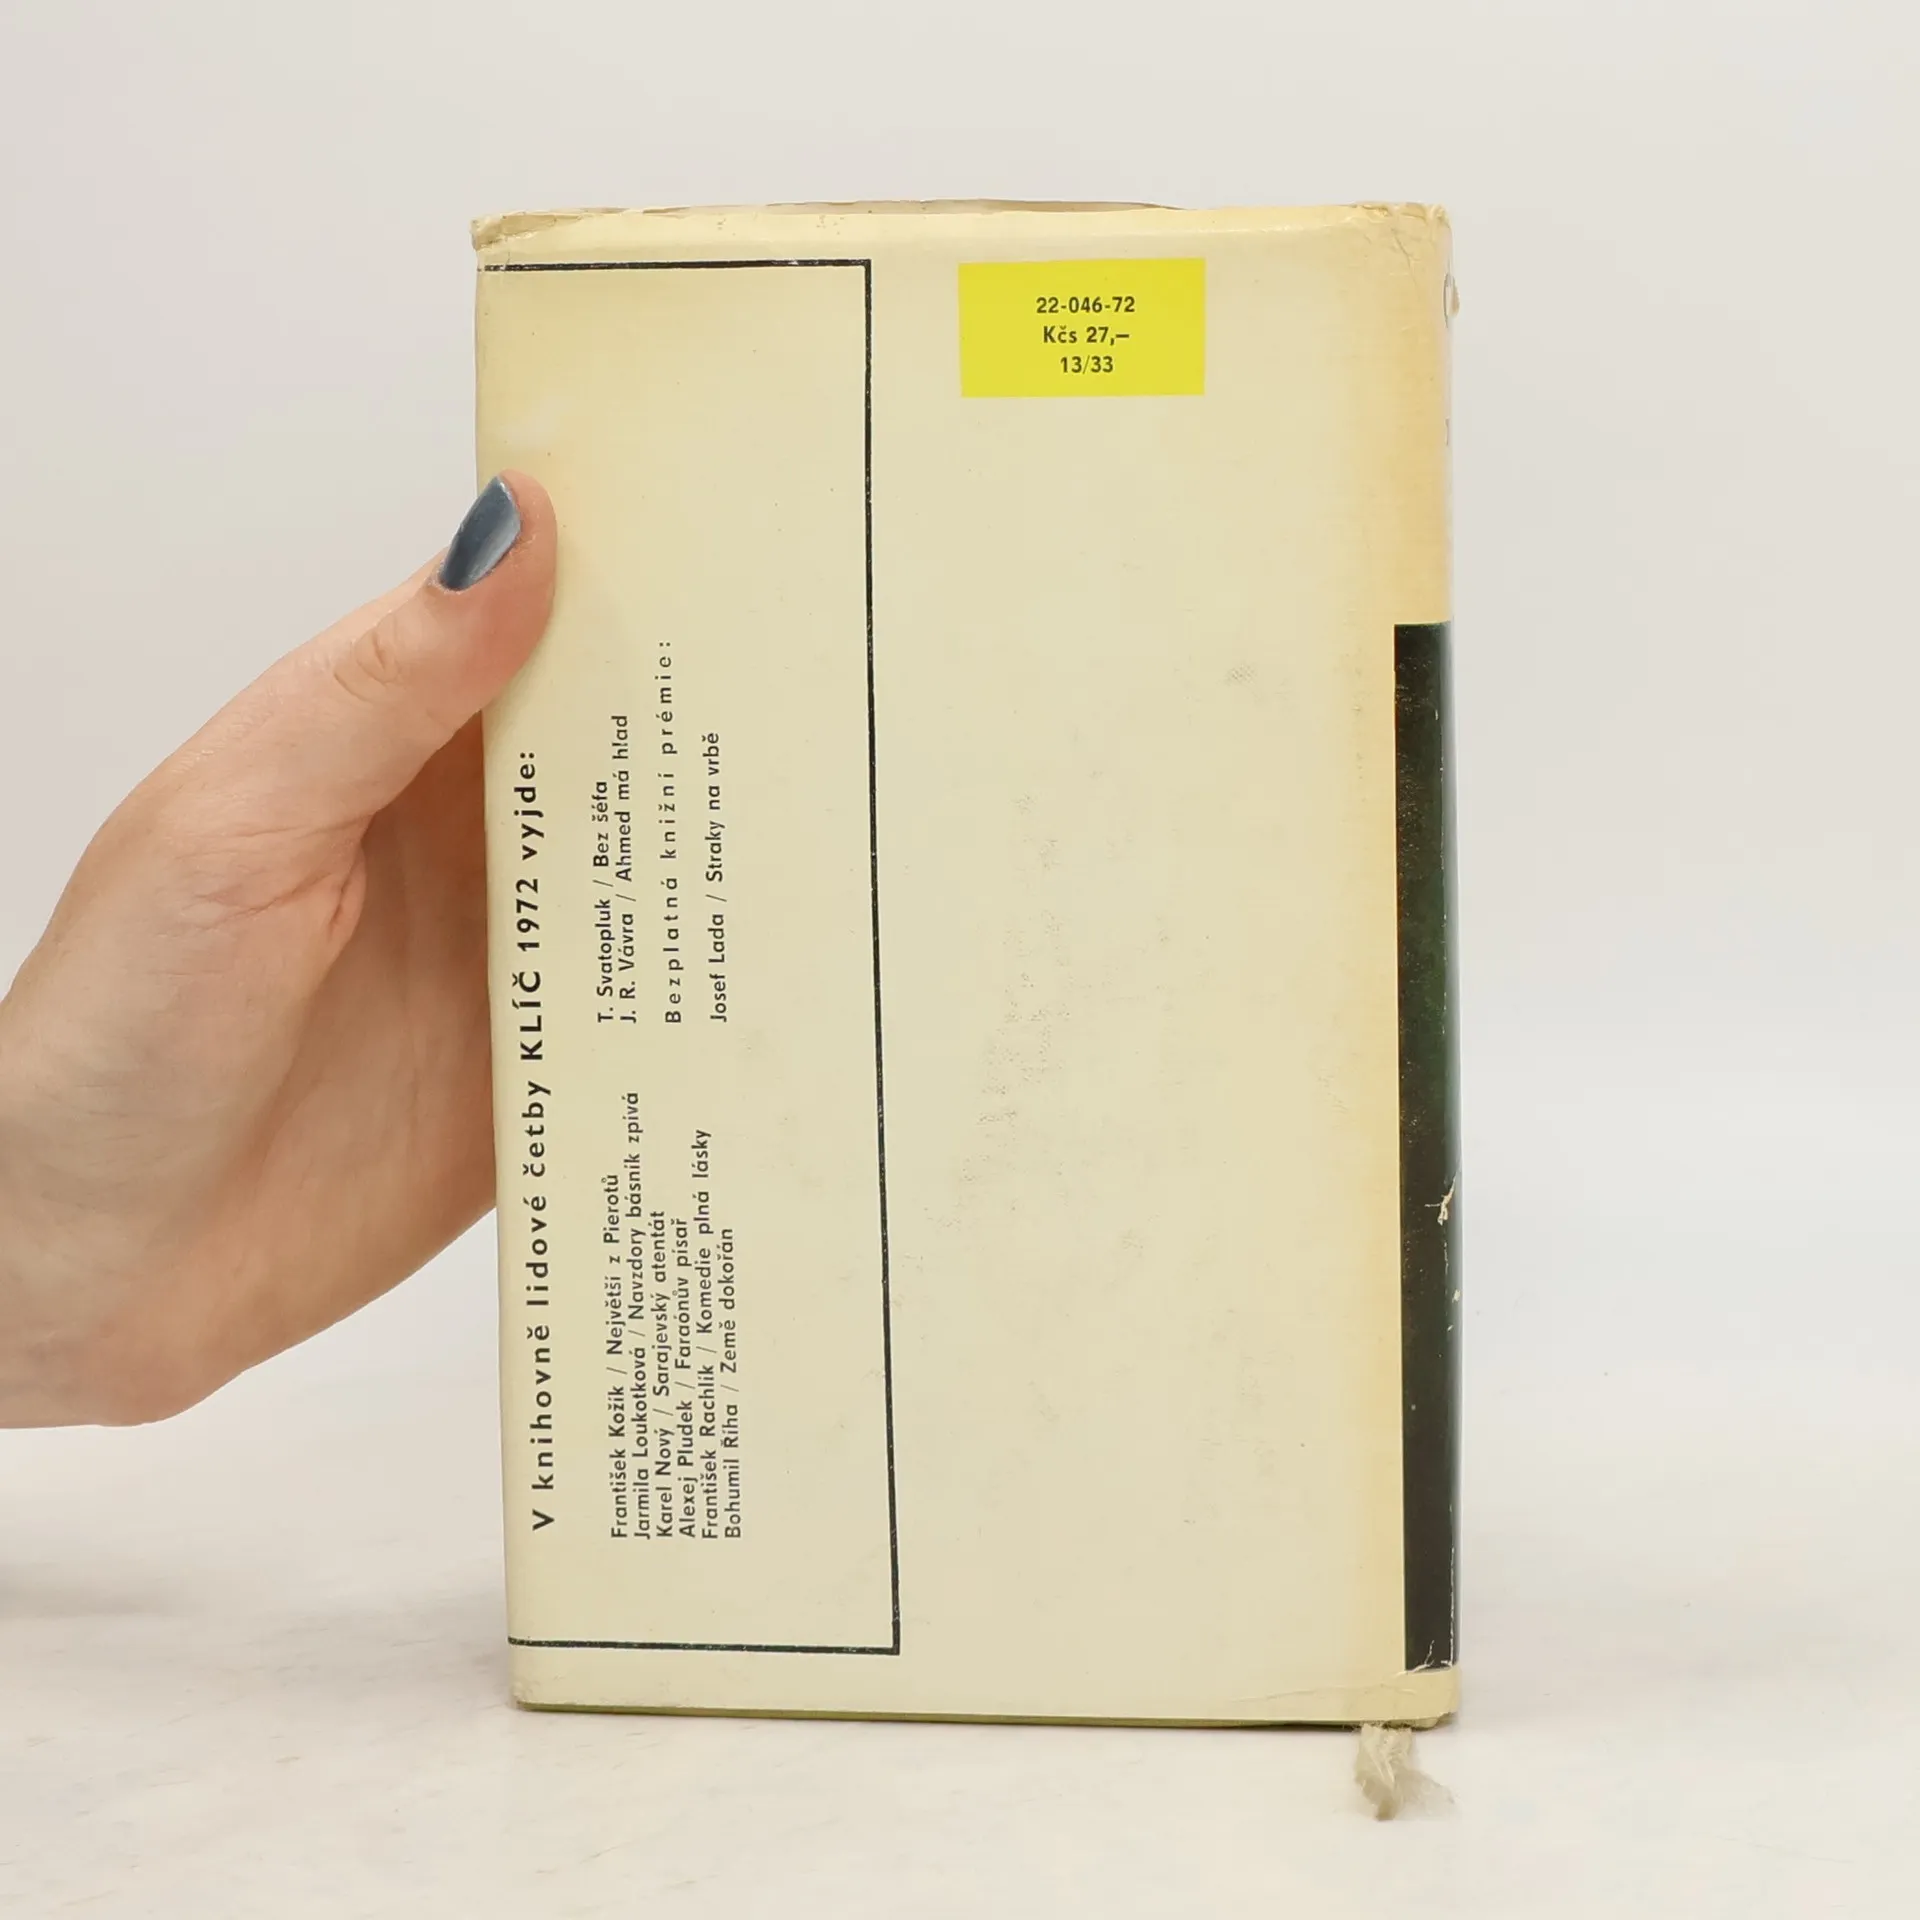 22-046-72
Kčs 27,—
13/33
V knihovně lidové četby KLÍČ 1972 vyjde:
František Kožík / Největší z Pierotů
Jarmila Loukotková / Navzdory básník zpívá
Karel Nový / Sarajevský atentát
Alexej Pludek / Faraónův písař
František Rachlík / Komedie plná lásky
Bohumil Říha / Země dokořán
T. Svatopluk / Bez šéfa
J. R. Vávra / Ahmed má hlad
Bezplatná knižní prémie:
Josef Lada / Straky na vrbě